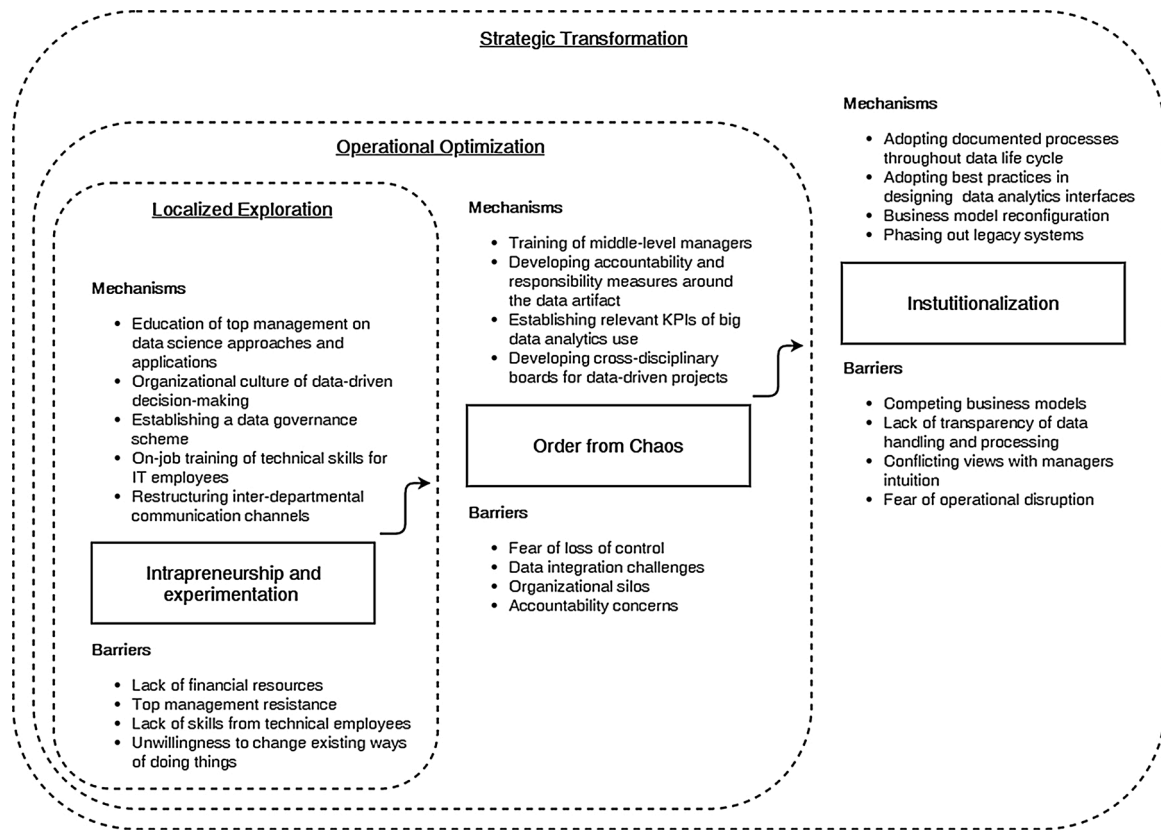 Strategic Transformation
Operational Optimization
Localized Exploration
Mechanisms
• Education of top management on
data science approaches and
applications
• Organizational culture of data-driven
decision-making
• Establishing a data governance
scheme
• On-job training of technical skills for
IT employees
• Restructuring inter-departmental
communication channels
Intrapreneurship and
experimentation
Barriers
• Lack of financial resources
• Top management resistance
• Lack of skills from technical employees
• Unwillingness to change existing ways
of doing things
Mechanisms
• Training of middle-level managers
• Developing accountability and
responsibility measures around
the data artifact
• Establishing relevant KPIs of big
data analytics use
• Developing cross-disciplinary
boards for data-driven projects
Order from Chaos
Barriers
• Fear of loss of control
• Data integration challenges
• Organizational silos
• Accountability concerns
Mechanisms
• Adopting documented processes
throughout data life cycle
• Adopting best practices in
designing data analytics interfaces
• Business model reconfiguration
• Phasing out legacy systems
Instutitionalization
Barriers
• Competing business models
• Lack of transparency of data
handling and processing
• Conflicting views with managers
intuition
• Fear of operational disruption